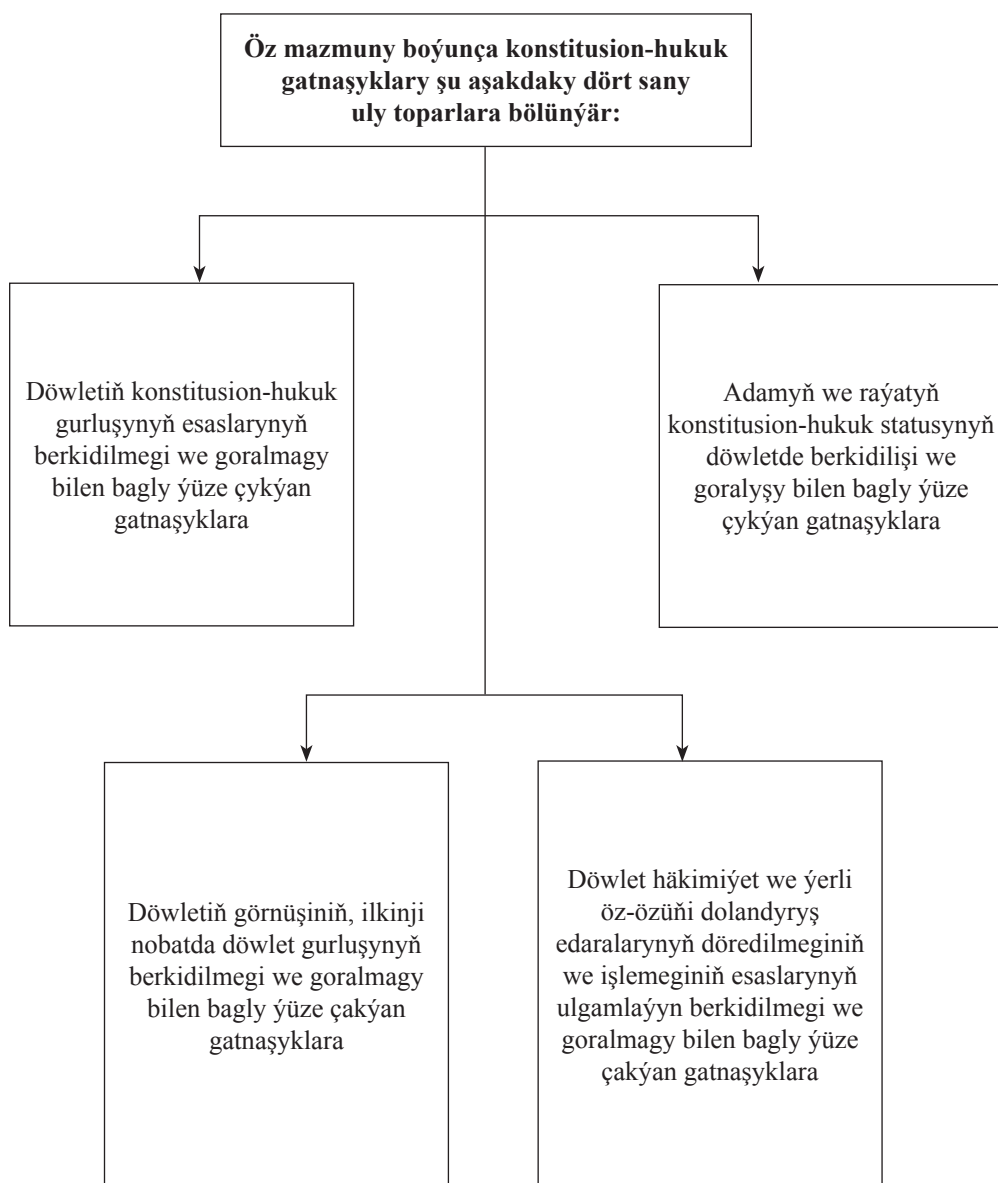 Öz mazmuny boýunça konstitusion-hukuk
gatnaşyklary şu aşakdaky dört sany
uly toparlara bölünýär:
Döwletiň konstitusion-hukuk
gurluşynyň esaslarynyň
berkidilmegi we goralmagy
bilen bagly ýüze çykýan
gatnaşyklara
Adamyň we raýatyň
konstitusion-hukuk statusynyň
döwletde berkidilişi we
goralyşy bilen bagly ýüze
çykýan gatnaşyklara
Döwletiň görnüşiniň, ilkinji
nobatda döwlet gurluşynyň
berkidilmegi we goralmagy
bilen bagly ýüze çakýan
gatnaşyklara
Döwlet häkimiýet we ýerli
öz-özüňi dolandyryş
edaralarynyň döredilmeginiň
we işlemeginiň esaslarynyň
ulgamlaýyn berkidilmegi we
goralmagy bilen bagly ýüze
çakýan gatnaşyklara